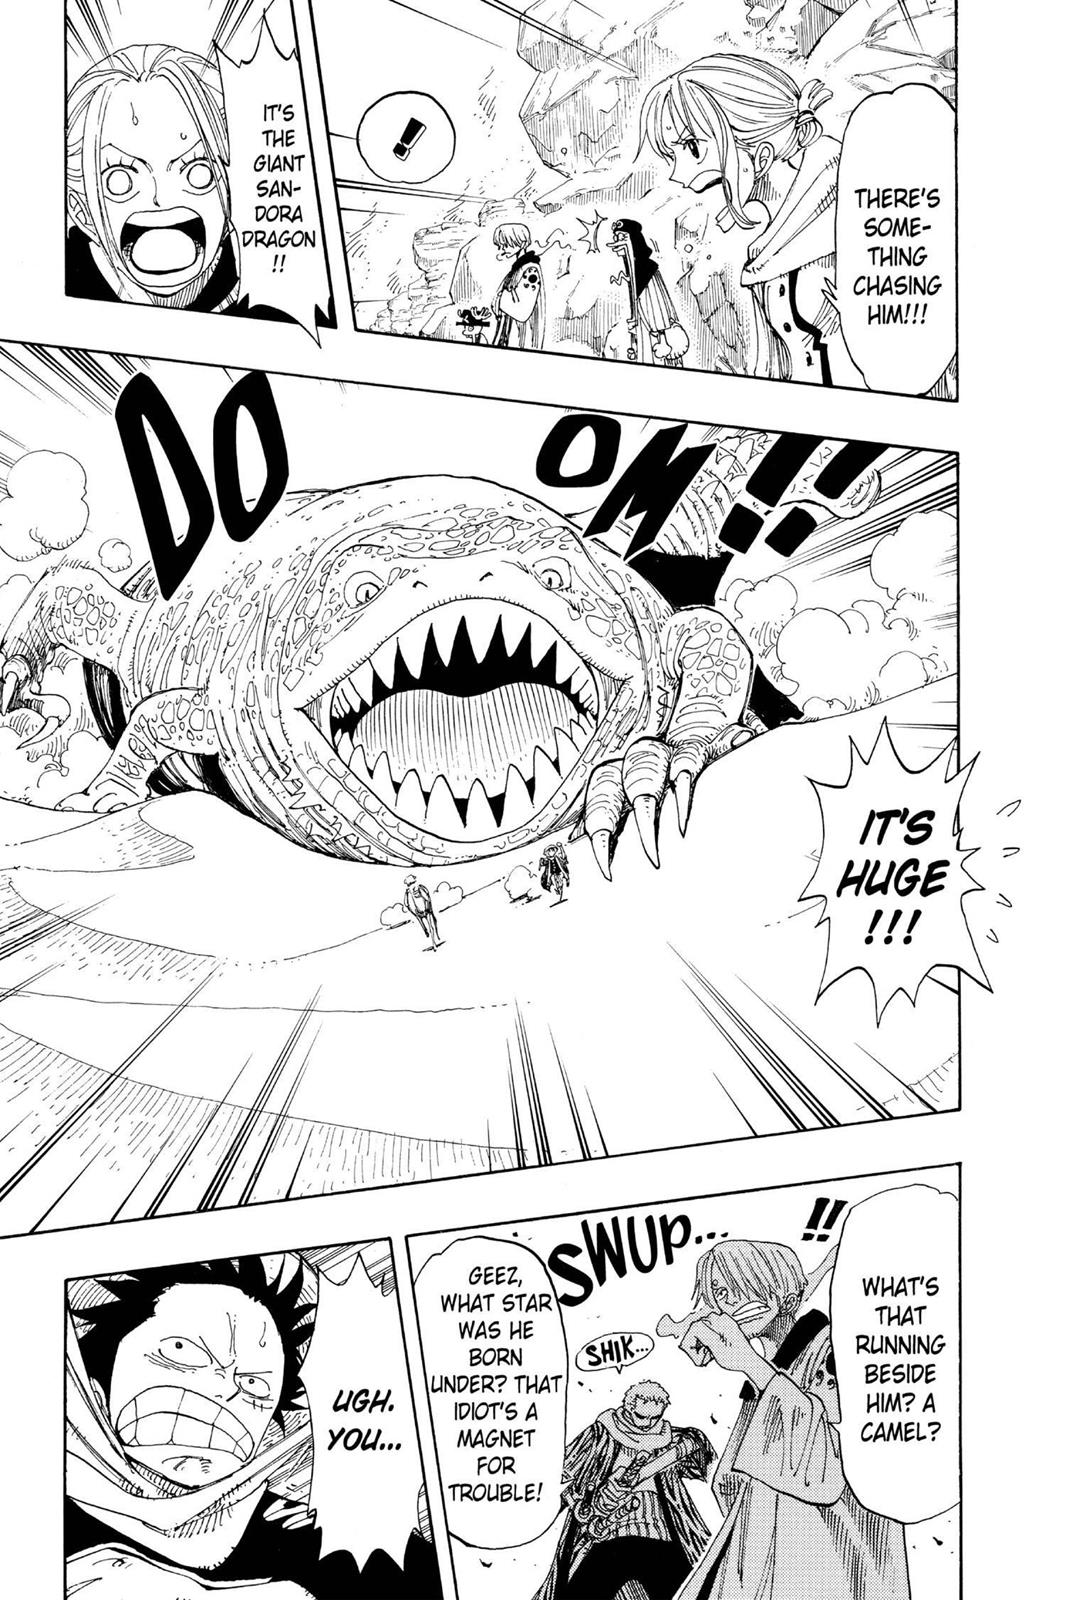 THERE'S
SOME-
THING
CHASING
HIM!!!
!
IT'S
THE
GIANT
SAN-
DORA
DRAGON
!!
DO
OM!!
IT'S
HUGE
!!!
!!
WHAT'S
THAT
RUNNING
BESIDE
HIM? A
CAMEL?
SWUP...
SHIK...
GEEZ,
WHAT STAR
WAS HE
BORN
UNDER? THAT
IDIOT'S A
MAGNET
FOR
TROUBLE!
UGH.
YOU...